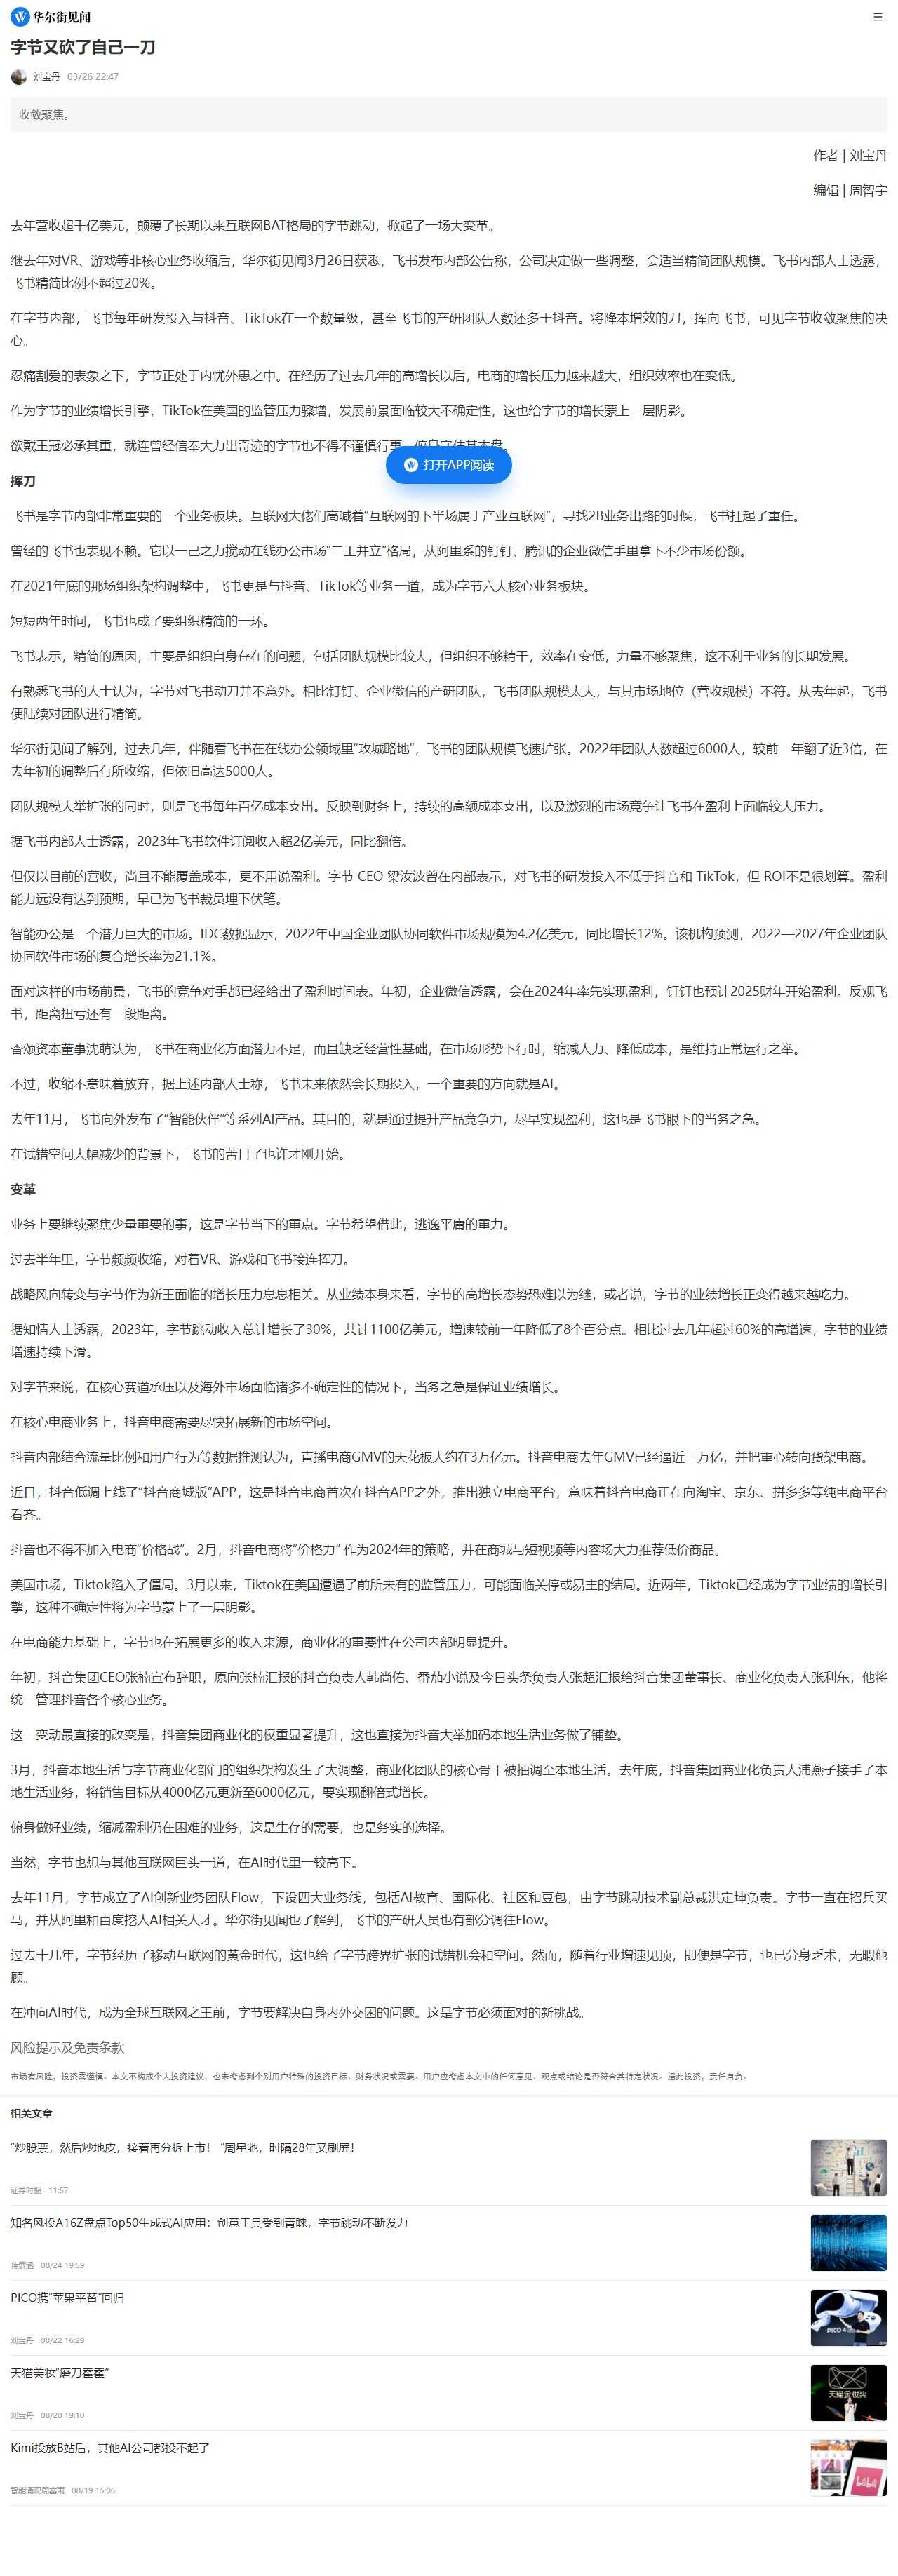 华尔街见闻
字节又砍了自己一刀
刘宝丹 03/26 22:47
收敛聚焦。
作者 | 刘宝丹
编辑 | 周智宇
去年营收超千亿美元，颠覆了长期以来互联网BAT格局的字节跳动，掀起了一场大变革。
继去年对VR、游戏等非核心业务收缩后，华尔街见闻3月26日获悉，飞书发布内部公告称，公司决定做一些调整，会适当精简团队规模。飞书内部人士透露，
飞书精简比例不超过20%。
在字节内部，飞书每年研发投入与抖音、TikTok在一个数量级，甚至飞书的产研团队人数还多于抖音。将降本增效的刀，挥向飞书，可见字节收敛聚焦的决
心。
忍痛割爱的表象之下，字节正处于内忧外患之中。在经历了过去几年的高增长以后，电商的增长压力越来越大，组织效率也在变低。
作为字节的业绩增长引擎，TikTok在美国的监管压力骤增，发展前景面临较大不确定性，这也给字节的增长蒙上一层阴影。
欲戴王冠必承其重，就连曾经信奉大力出奇迹的字节也不得不谨慎行事，俯身守住基本盘。
打开APP阅读
挥刀
飞书是字节内部非常重要的一个业务板块。互联网大佬们高喊着“互联网的下半场属于产业互联网”，寻找2B业务出路的时候，飞书扛起了重任。
曾经的飞书也表现不赖。它以一己之力搅动在线办公市场“二王并立”格局，从阿里系的钉钉、腾讯的企业微信手里拿下不少市场份额。
在2021年底的那场组织架构调整中，飞书更是与抖音、TikTok等业务一道，成为字节六大核心业务板块。
短短两年时间，飞书也成了要组织精简的一环。
飞书表示，精简的原因，主要是组织自身存在的问题，包括团队规模比较大，但组织不够精干，效率在变低，力量不够聚焦，这不利于业务的长期发展。
有熟悉飞书的人士认为，字节对飞书动刀并不意外。相比钉钉、企业微信的产研团队，飞书团队规模太大，与其市场地位（营收规模）不符。从去年起，飞书
便陆续对团队进行精简。
华尔街见闻了解到，过去几年，伴随着飞书在在线办公领域里“攻城略地”，飞书的团队规模飞速扩张。2022年团队人数超过6000人，较前一年翻了近3倍，在
去年初的调整后有所收缩，但依旧高达5000人。
团队规模大举扩张的同时，则是飞书每年百亿成本支出。反映到财务上，持续的高额成本支出，以及激烈的市场竞争让飞书在盈利上面临较大压力。
据飞书内部人士透露，2023年飞书软件订阅收入超2亿美元，同比翻倍。
但仅以目前的营收，尚且不能覆盖成本，更不用说盈利。字节 CEO 梁汝波曾在内部表示，对飞书的研发投入不低于抖音和 TikTok，但 ROI不是很划算。盈利
能力远没有达到预期，早已为飞书裁员埋下伏笔。
智能办公是一个潜力巨大的市场。IDC数据显示，2022年中国企业团队协同软件市场规模为4.2亿美元，同比增长12%。该机构预测，2022—2027年企业团队
协同软件市场的复合增长率为21.1%。
面对这样的市场前景，飞书的竞争对手都已经给出了盈利时间表。年初，企业微信透露，会在2024年率先实现盈利，钉钉也预计2025财年开始盈利。反观飞
书，距离扭亏还有一段距离。
香颂资本董事沈萌认为，飞书在商业化方面潜力不足，而且缺乏经营性基础，在市场形势下行时，缩减人力、降低成本，是维持正常运行之举。
不过，收缩不意味着放弃，据上述内部人士称，飞书未来依然会长期投入，一个重要的方向就是AI。
去年11月，飞书向外发布了“智能伙伴”等系列AI产品。其目的，就是通过提升产品竞争力，尽早实现盈利，这也是飞书眼下的当务之急。
在试错空间大幅减少的背景下，飞书的苦日子也许才刚开始。
变革
业务上要继续聚焦少量重要的事，这是字节当下的重点。字节希望借此，逃逸平庸的重力。
过去半年里，字节频频收缩，对着VR、游戏和飞书接连挥刀。
战略风向转变与字节作为新王面临的增长压力息息相关。从业绩本身来看，字节的高增长态势恐难以为继，或者说，字节的业绩增长正变得越来越吃力。
据知情人士透露，2023年，字节跳动收入总计增长了30%，共计1100亿美元，增速较前一年降低了8个百分点。相比过去几年超过60%的高增速，字节的业绩
增速持续下滑。
对字节来说，在核心赛道承压以及海外市场面临诸多不确定性的情况下，当务之急是保证业绩增长。
在核心电商业务上，抖音电商需要尽快拓展新的市场空间。
抖音内部结合流量比例和用户行为等数据推测认为，直播电商GMV的天花板大约在3万亿元。抖音电商去年GMV已经逼近三万亿，并把重心转向货架电商。
近日，抖音低调上线了“抖音商城版”APP，这是抖音电商首次在抖音APP之外，推出独立电商平台，意味着抖音电商正在向淘宝、京东、拼多多等纯电商平台
看齐。
抖音也不得不加入电商“价格战”。2月，抖音电商将“价格力” 作为2024年的策略，并在商城与短视频等内容场大力推荐低价商品。
美国市场，Tiktok陷入了僵局。3月以来，Tiktok在美国遭遇了前所未有的监管压力，可能面临关停或易主的结局。近两年，Tiktok已经成为字节业绩的增长引
擎，这种不确定性将为字节蒙上了一层阴影。
在电商能力基础上，字节也在拓展更多的收入来源，商业化的重要性在公司内部明显提升。
年初，抖音集团CEO张楠宣布辞职，原向张楠汇报的抖音负责人韩尚佑、番茄小说及今日头条负责人张超汇报给抖音集团董事长、商业化负责人张利东，他将
统一管理抖音各个核心业务。
这一变动最直接的改变是，抖音集团商业化的权重显著提升，这也直接为抖音大举加码本地生活业务做了铺垫。
3月，抖音本地生活与字节商业化部门的组织架构发生了大调整，商业化团队的核心骨干被抽调至本地生活。去年底，抖音集团商业化负责人浦燕子接手了本
地生活业务，将销售目标从4000亿元更新至6000亿元，要实现翻倍式增长。
俯身做好业绩，缩减盈利仍在困难的业务，这是生存的需要，也是务实的选择。
当然，字节也想与其他互联网巨头一道，在AI时代里一较高下。
去年11月，字节成立了AI创新业务团队Flow，下设四大业务线，包括AI教育、国际化、社区和豆包，由字节跳动技术副总裁洪定坤负责。字节一直在招兵买
马，并从阿里和百度挖人AI相关人才。华尔街见闻也了解到，飞书的产研人员也有部分调往Flow。
过去十几年，字节经历了移动互联网的黄金时代，这也给了字节跨界扩张的试错机会和空间。然而，随着行业增速见顶，即便是字节，也已分身乏术，无暇他
顾。
在冲向AI时代，成为全球互联网之王前，字节要解决自身内外交困的问题。这是字节必须面对的新挑战。
风险提示及免责条款
市场有风险，投资需谨慎。本文不构成个人投资建议，也未考虑到个别用户特殊的投资目标、财务状况或需要。用户应考虑本文中的任何意见、观点或结论是否符合其特定状况。据此投资，责任自负。
相关文章
“炒股票，然后炒地皮，接着再分拆上市！ ”周星驰，时隔28年又刷屏！
证券时报 11:57
知名风投A16Z盘点Top50生成式AI应用：创意工具受到青睐，字节跳动不断发力
08/24 19:59
PICO携“苹果平替”回归
刘宝丹 08/22 16:29
PICO 4
天猫美妆“磨刀霍霍”
刘宝丹 08/20 19:10
天猫金妆奖
Kimi投放B站后，其他AI公司都投不起了
智能涌现周鑫雨 08/19 15:06
bilibili